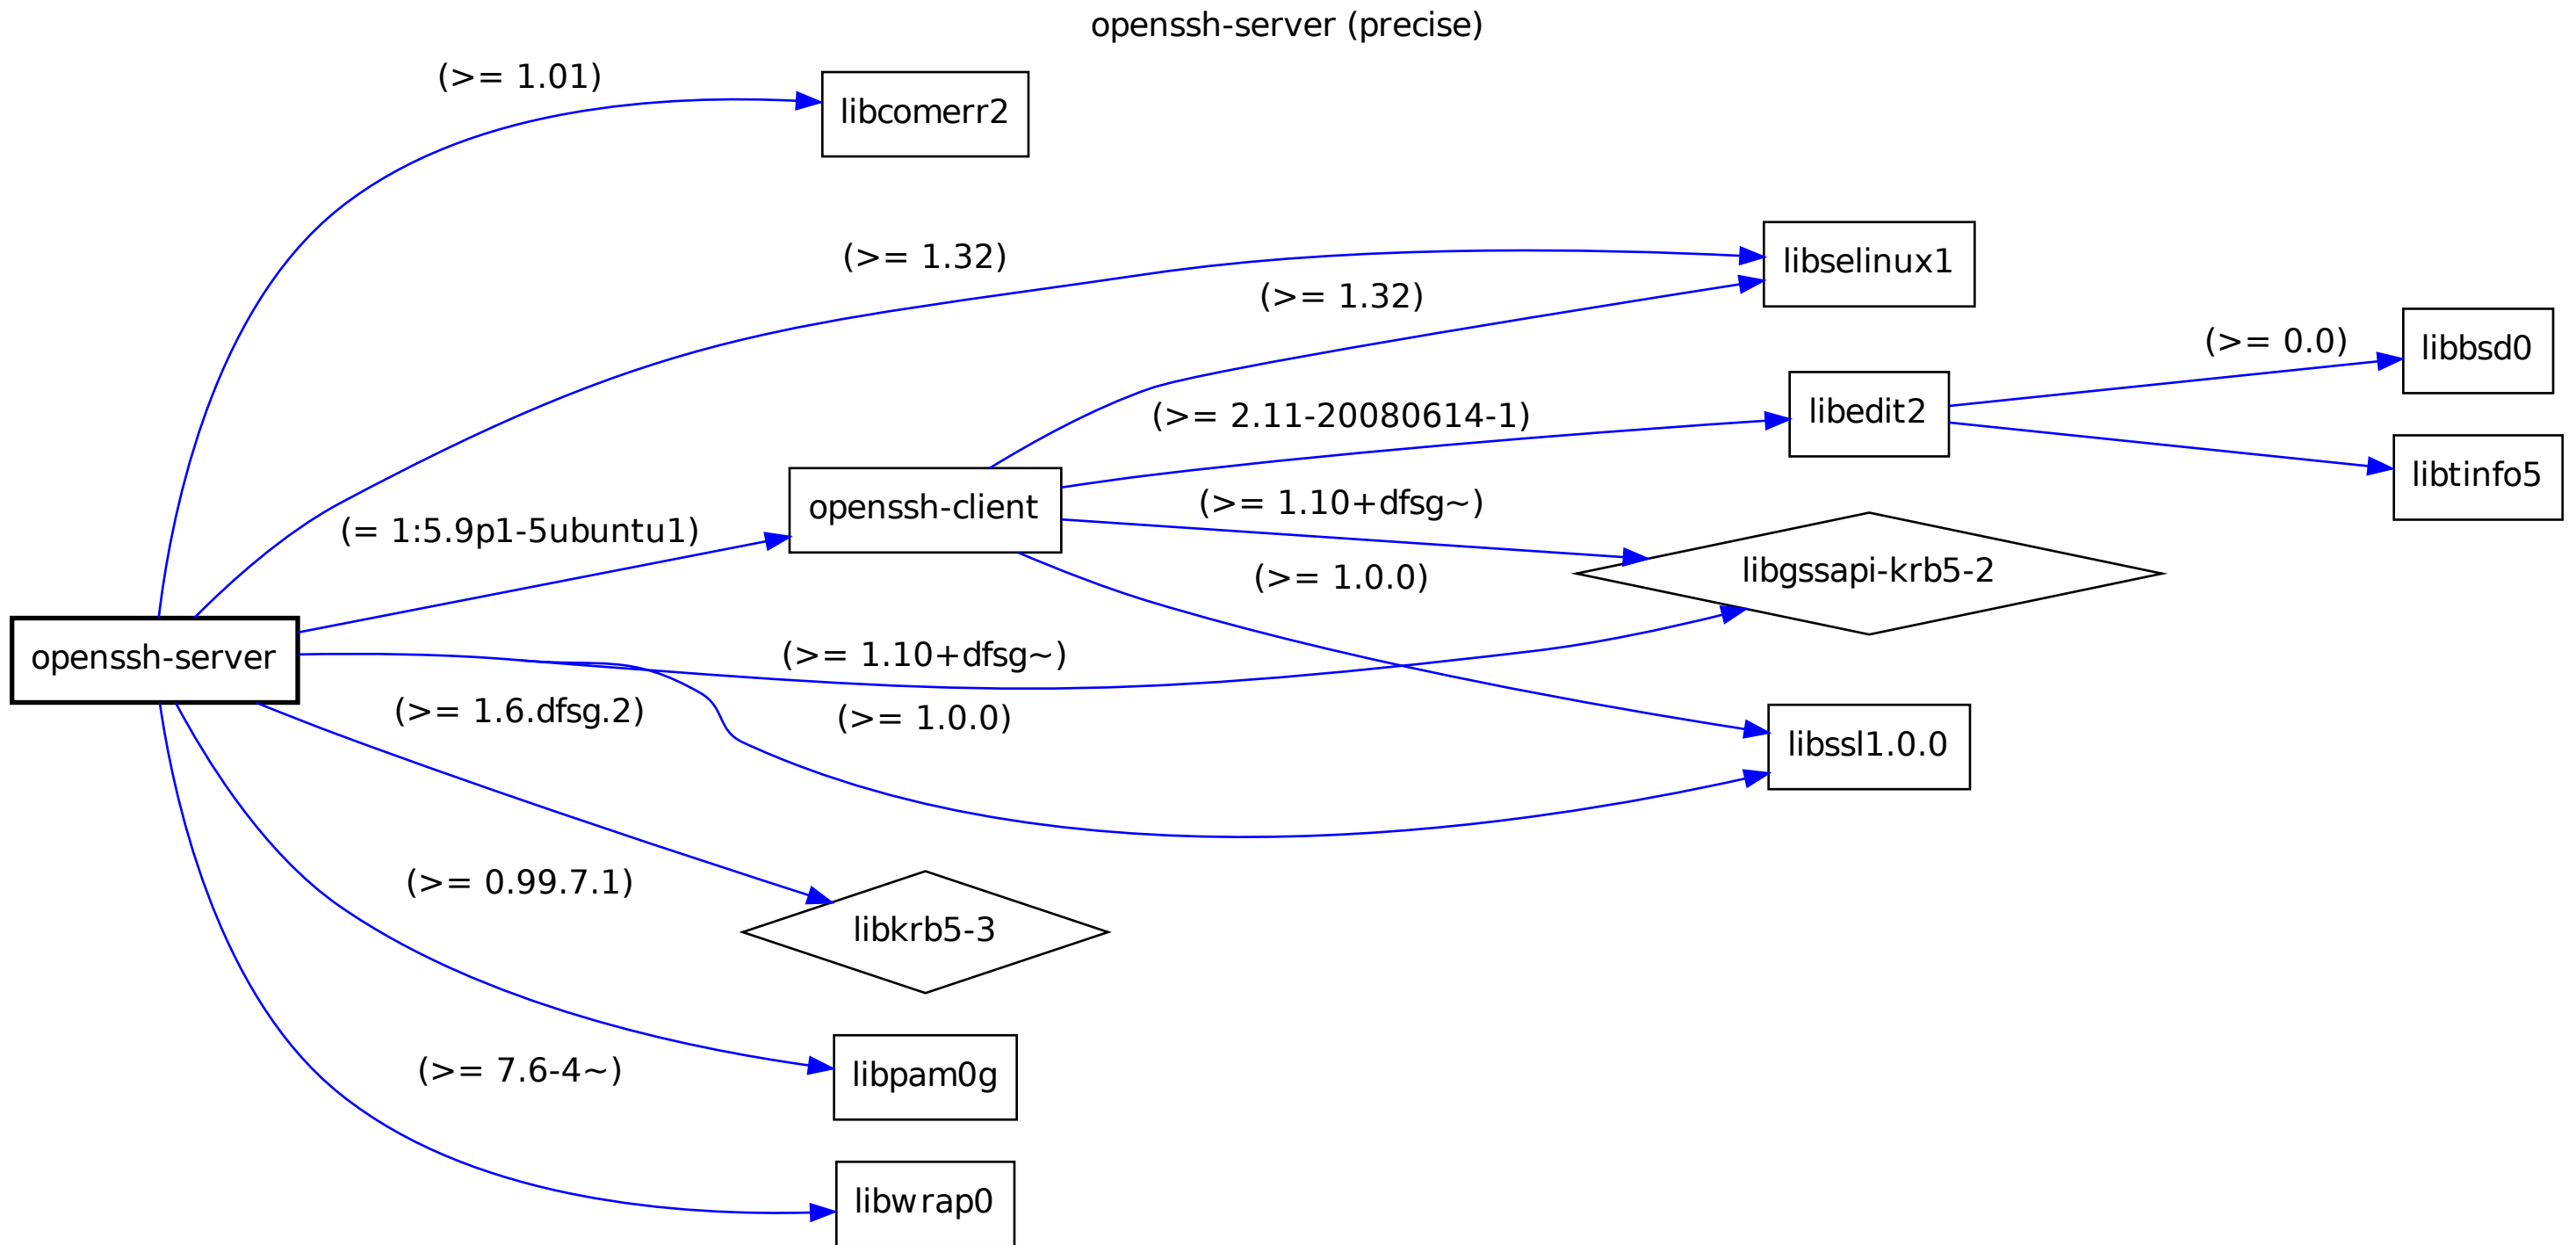 openssh-server (precise)
(>= 1.01)
libcomerr2
(>= 1.32)
libselinux1
(>= 1.32)
(>= 0.0)
libbsd0
(>= 2.11-20080614-1)
libedit2
libtinfo5
(= 1:5.9p1-5ubuntu1)
openssh-client
(>= 1.10+dfsg~)
(>= 1.0.0)
libgssapi-krb5-2
openssh-server
(>= 1.10+dfsg~)
(>= 1.6.dfsg.2)
(>= 1.0.0)
libssl1.0.0
(>= 0.99.7.1)
libkrb5-3
(>= 7.6-4~)
libpam0g
libwrap0